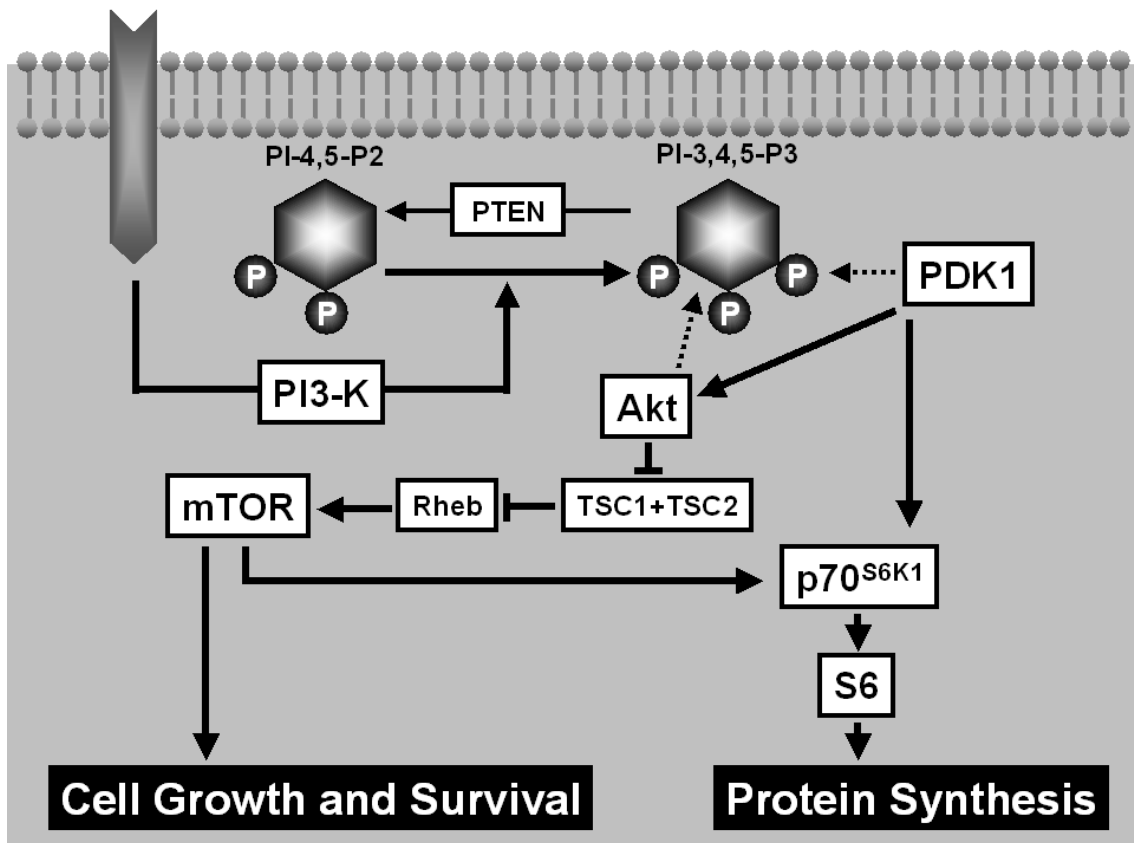 PI-4,5-P2
PI-3,4,5-P3
PTEN
P
P
P
P
P
PDK1
PI3-K
Akt
mTOR
Rheb
TSC1+TSC2
p70S6K1
S6
Cell Growth and Survival
Protein Synthesis